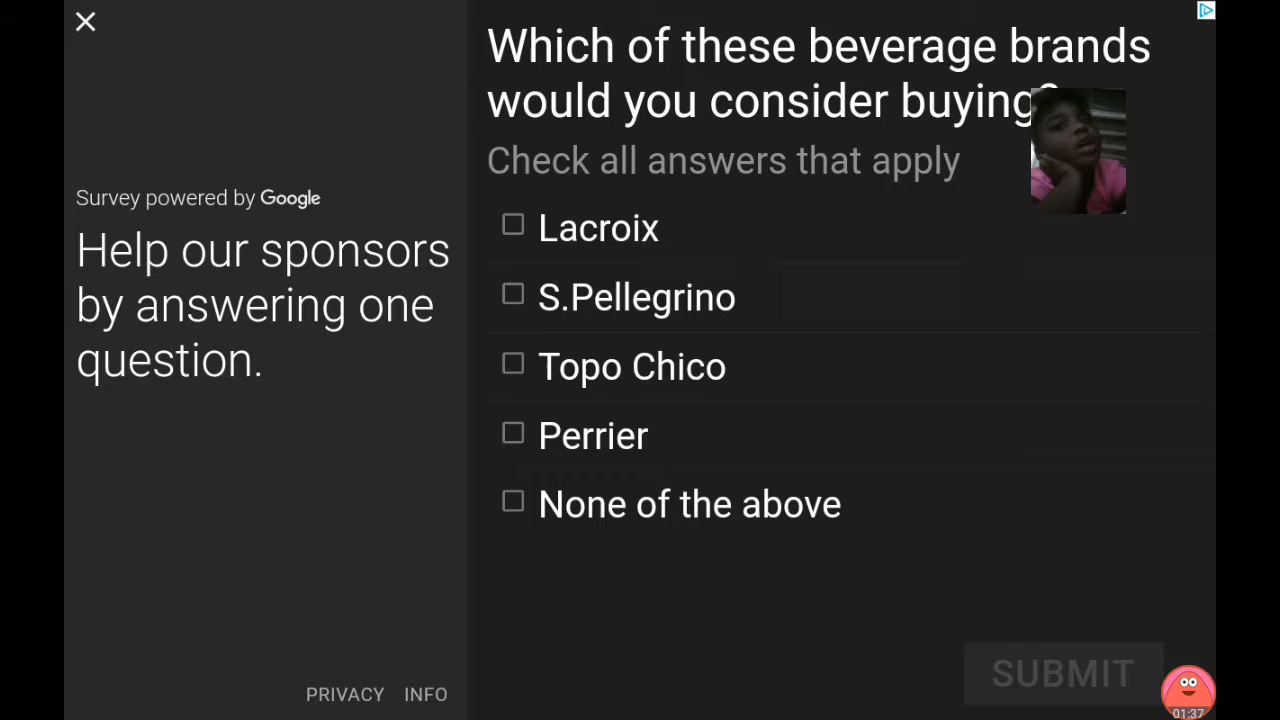 Survey powered by Google
Help our sponsors
by answering one
question.
PRIVACY INFO
Which of these beverage brands
would you consider buying?
Check all answers that apply
Lacroix
S.Pellegrino
Topo Chico
Perrier
None of the above
SUBMIT
01:37